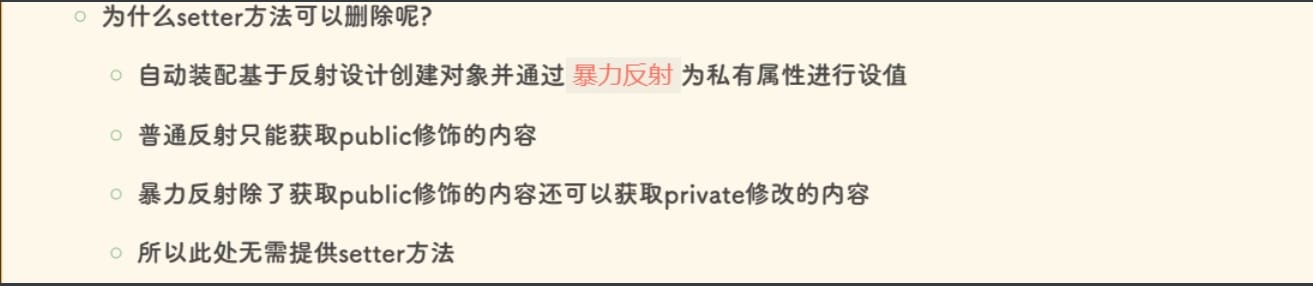 为什么setter方法可以删除呢?
自动装配基于反射设计创建对象并通过 暴力反射 为私有属性进行设值
普通反射只能获取public修饰的内容
暴力反射除了获取public修饰的内容还可以获取private修改的内容
所以此处无需提供setter方法